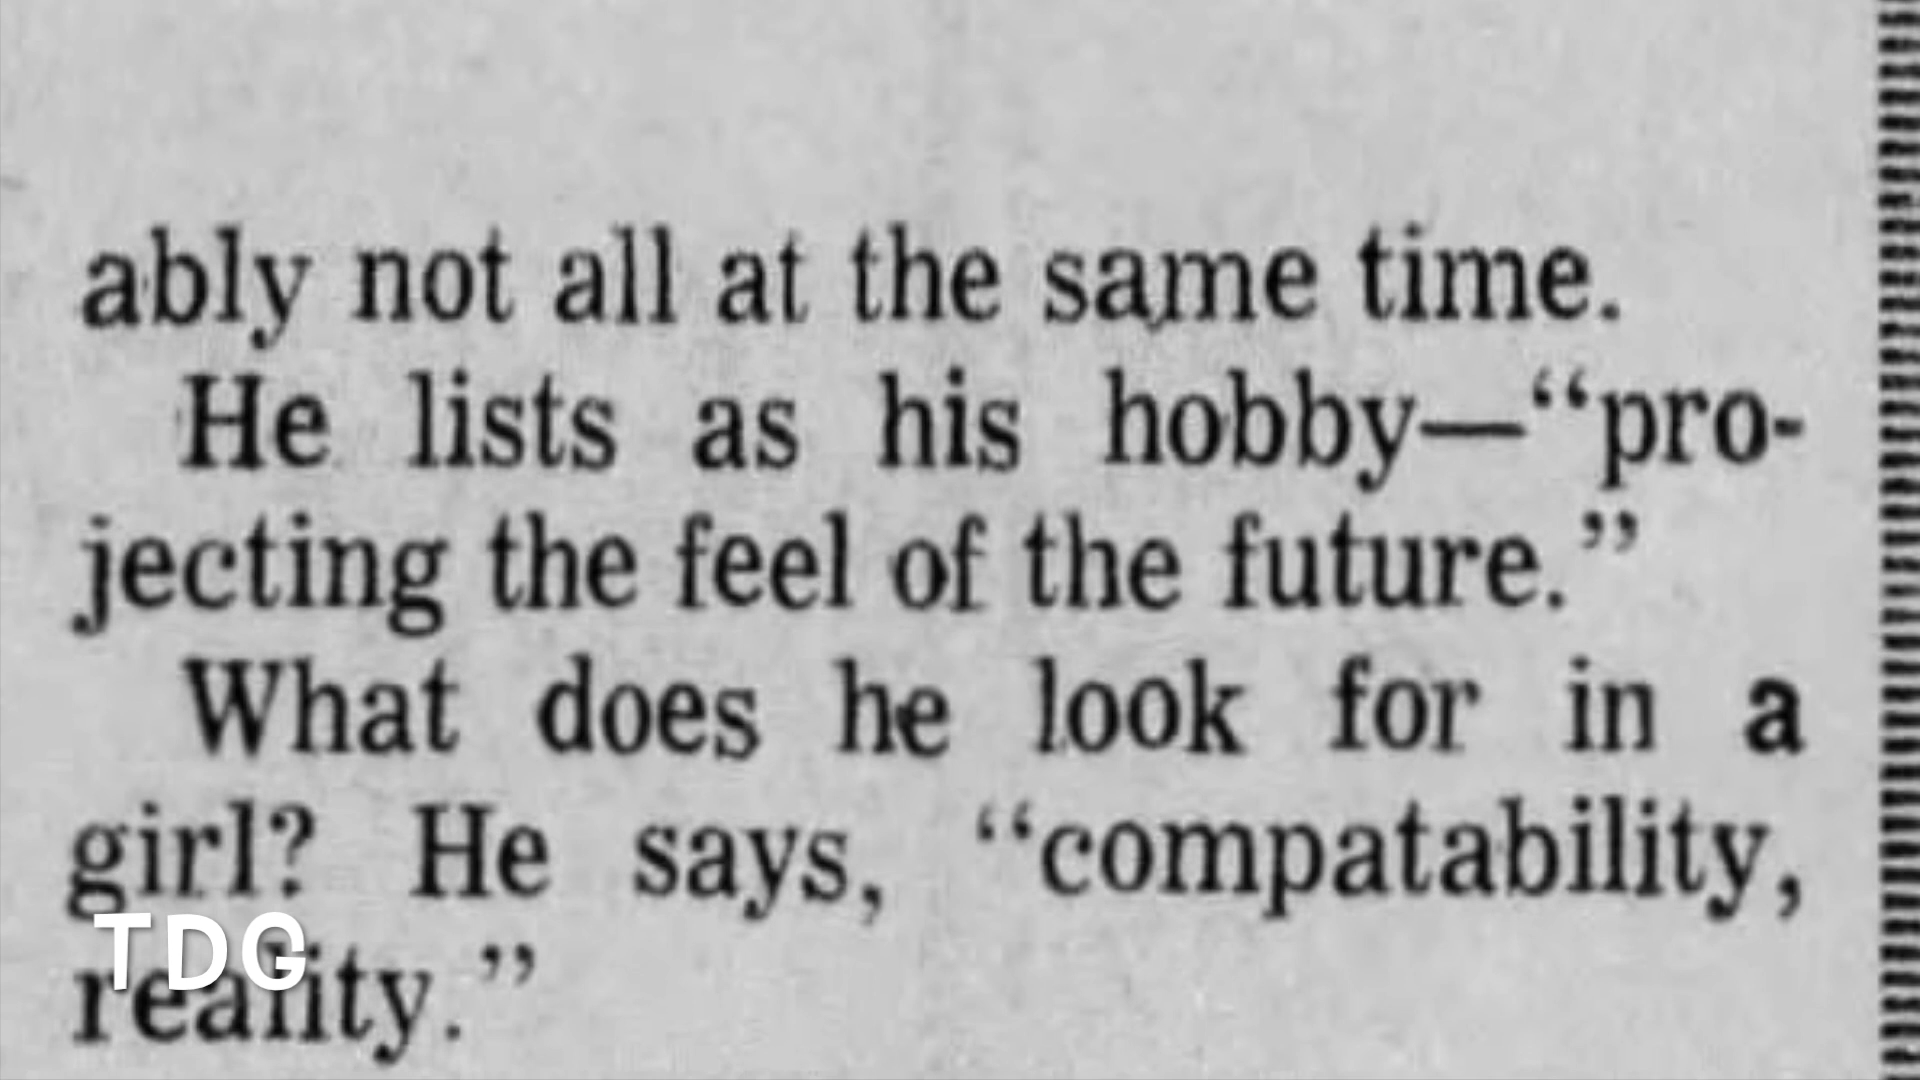 ably not all at the same time.
He lists as his hobby—“pro-
jecting the feel of the future.”
What does he look for in a
girl? He says, “compatability,
reality.”
TDG